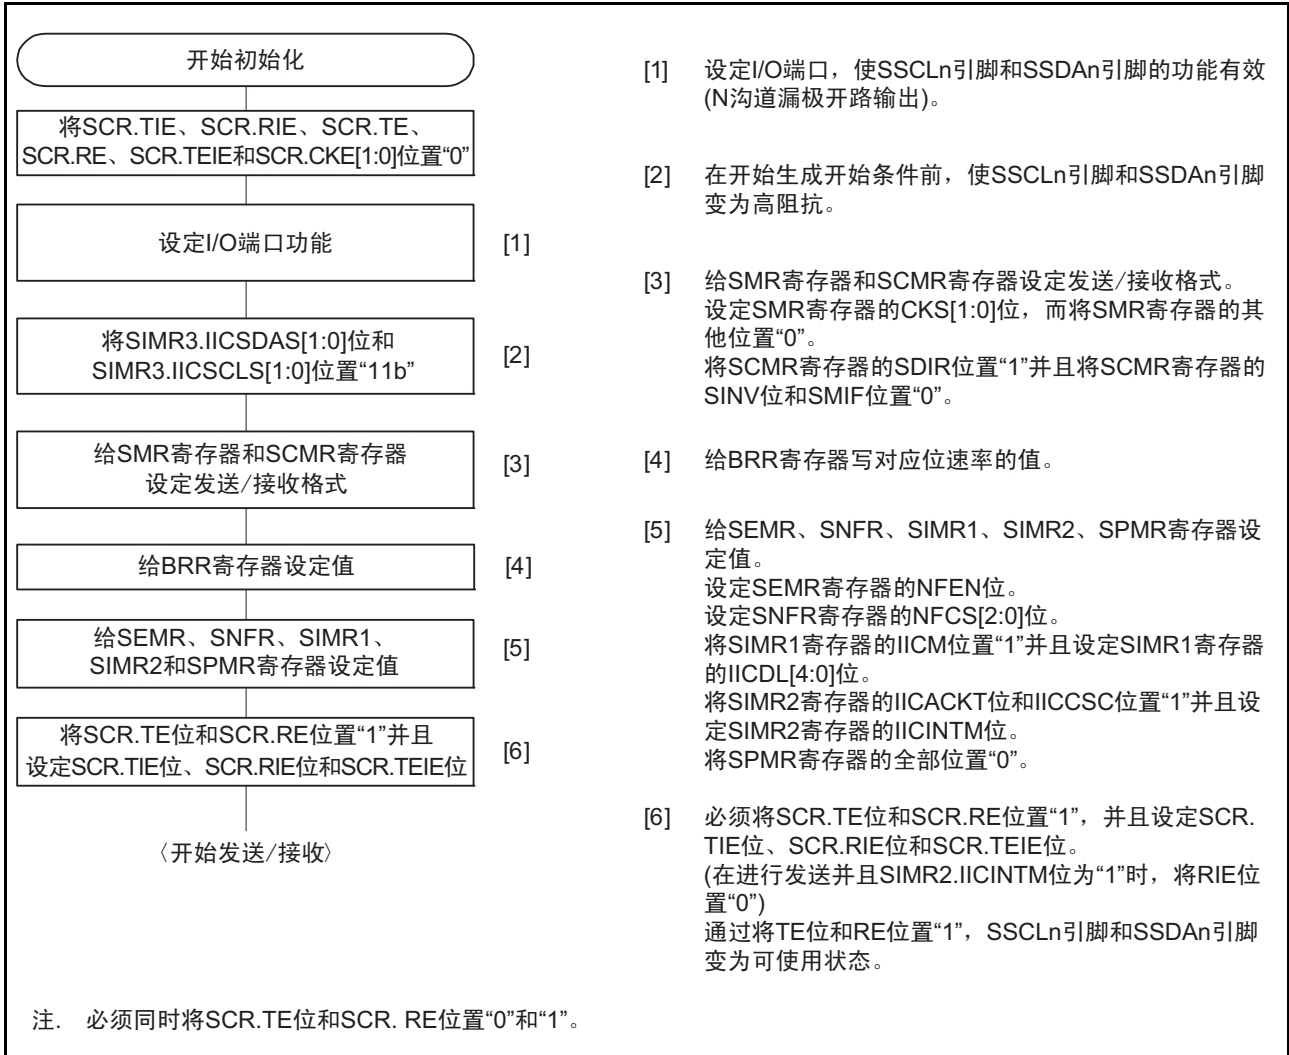 开始初始化
将SCR.TIE、SCR.RIE、SCR.TE、
SCR.RE、SCR.TEIE和SCR.CKE[1:0]位置“0”
设定I/O端口功能
[1]
将SIMR3.IICSDAS[1:0]位和
SIMR3.IICSCLS[1:0]位置“11b”
[2]
给SMR寄存器和SCMR寄存器
设定发送/接收格式
[3]
给BRR寄存器设定值
[4]
给SEMR、SNFR、SIMR1、
SIMR2和SPMR寄存器设定值
[5]
将SCR.TE位和SCR.RE位置“1”并且
设定SCR.TIE位、SCR.RIE位和SCR.TEIE位
[6]
〈开始发送/接收〉
[1] 设定I/O端口，使SSCLn引脚和SSDAn引脚的功能有效
(N沟道漏极开路输出)。
[2] 在开始生成开始条件前，使SSCLn引脚和SSDAn引脚
变为高阻抗。
[3] 给SMR寄存器和SCMR寄存器设定发送/接收格式。
设定SMR寄存器的CKS[1:0]位，而将SMR寄存器的其
他位置“0”。
将SCMR寄存器的SDIR位置“1”并且将SCMR寄存器的
SINV位和SMIF位置“0”。
[4] 给BRR寄存器写对应位速率的值。
[5] 给SEMR、SNFR、SIMR1、SIMR2、SPMR寄存器设
定值。
设定SEMR寄存器的NFEN位。
设定SNFR寄存器的NFCS[2:0]位。
将SIMR1寄存器的IICM位置“1”并且设定SIMR1寄存器
的IICDL[4:0]位。
将SIMR2寄存器的IICACKT位和IICCSC位置“1”并且设
定SIMR2寄存器的IICINTM位。
将SPMR寄存器的全部位置“0”。
[6] 必须将SCR.TE位和SCR.RE位置“1”，并且设定SCR.
TIE位、SCR.RIE位和SCR.TEIE位。
(在进行发送并且SIMR2.IICINTM位为“1”时，将RIE位
置“0”)
通过将TE位和RE位置“1”，SSCLn引脚和SSDAn引脚
变为可使用状态。
注. 必须同时将SCR.TE位和SCR. RE位置“0”和“1”。